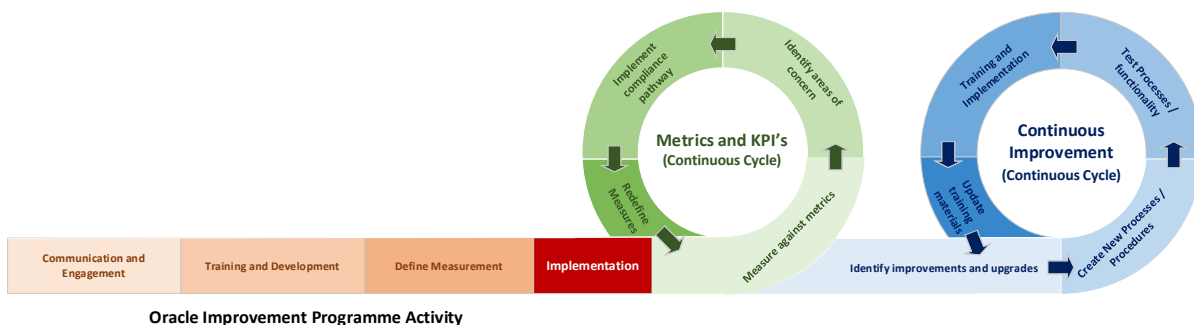 Implement
compliance
pathway
Identify areas of
concern
Metrics and KPI's
(Continuous Cycle)
Redefine
Measures
Measure against metrics
Training and
Implementation
Test Processes /
functionality
Continuous
Improvement
(Continuous Cycle)
Update
training
materials
Create New Processes /
Procedures
Communication and
Engagement
Training and Development
Define Measurement
Implementation
Identify improvements and upgrades
Oracle Improvement Programme Activity